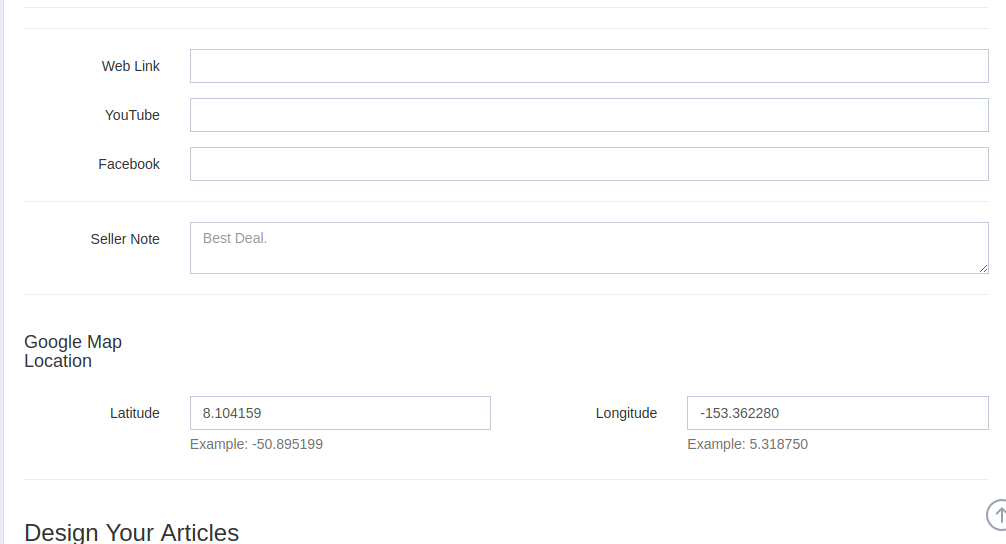 Web Link
YouTube
Facebook
Seller Note
Best Deal.
Google Map
Location
Latitude
8.104159
Longitude
-153.362280
Example: -50.895199
Example: 5.318750
Design Your Articles